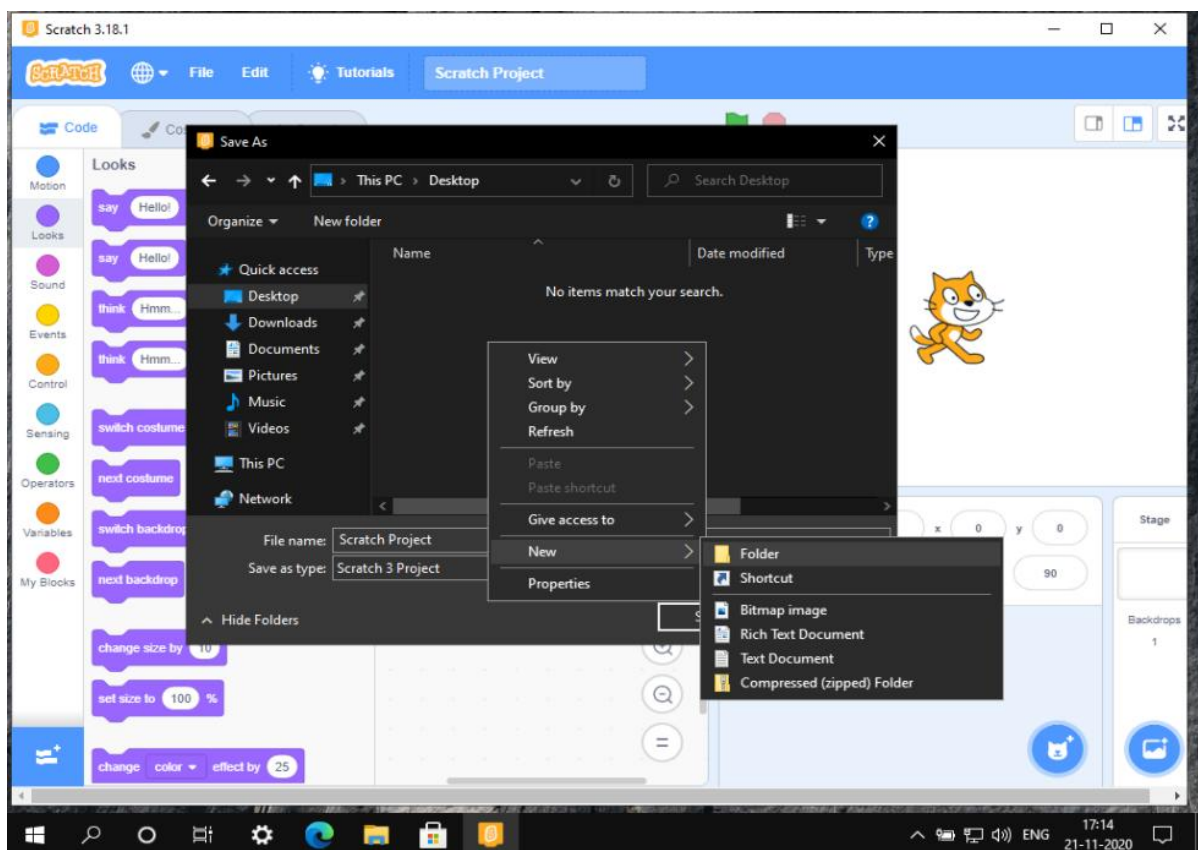 Scratch 3.18.1
SCRATCH File Edit Tutorials Scratch Project
Code
Save As
This PC Desktop Search Desktop
Organize New folder
Name Date modified Type
Quick access
Desktop
Downloads
Documents
Pictures
Music
Videos
This PC
Network
No items match your search.
File name: Scratch Project
Save as type: Scratch 3 Project
Hide Folders
View
Sort by
Group by
Refresh
Paste
Paste shortcut
Give access to
New
Properties
Folder
Shortcut
Bitmap image
Rich Text Document
Text Document
Compressed (zipped) Folder
Motion
Looks
Sound
Events
Control
Sensing
Operators
Variables
My Blocks
Looks
say Hello!
say Hello!
think Hmm...
think Hmm...
switch costume
next costume
switch backdrop
next backdrop
change size by 10
set size to 100 %
change color effect by 25
x 0 y 0
90
Stage
Backdrops
1
ENG
17:14
21-11-2020